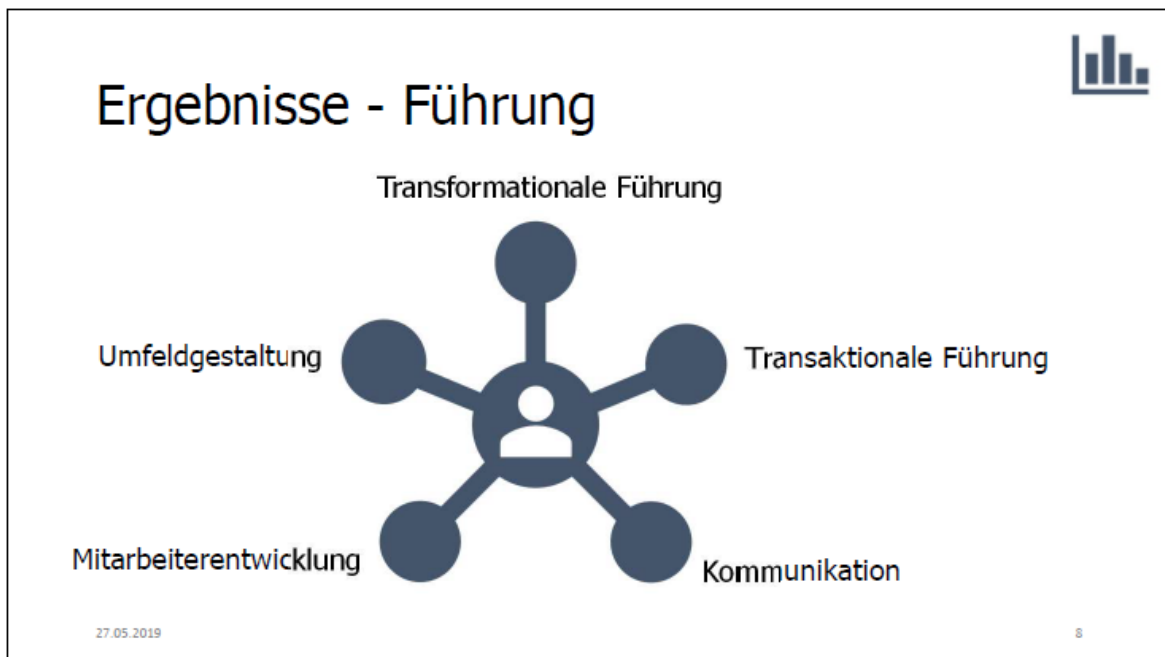 Ergebnisse - Führung
Transformationale Führung
Umfeldgestaltung
Transaktionale Führung
Mitarbeiterentwicklung
Kommunikation
27.05.2019
8